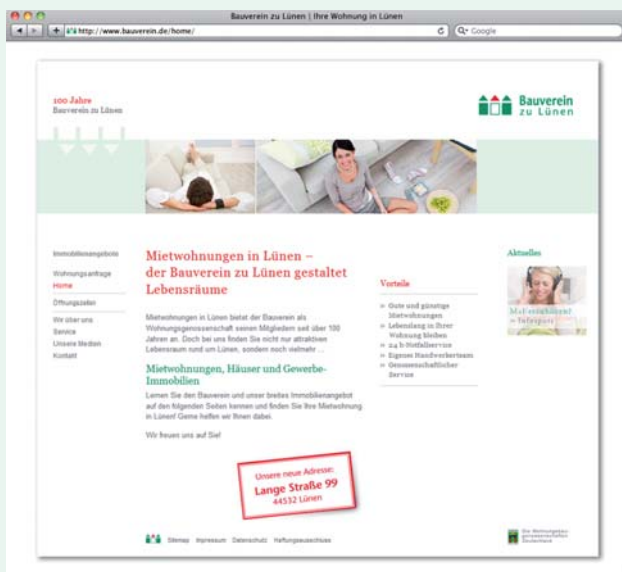 Bauverein zu Lünen | Ihre Wohnung in Lünen
http://www.bauverein.de/home/
Google
100 Jahre
Bauverein zu Lünen
Bauverein
zu Lünen
Immobilienangebote
Wohnungsanfrage
Home
Öffnungszeiten
Wir über uns
Service
Unsere Medien
Kontakt
Mietwohnungen in Lünen –
der Bauverein zu Lünen gestaltet
Lebensräume
Mietwohnungen in Lünen bietet der Bauverein als
Wohnungsgenossenschaft seinen Mitgliedern seit über 100
Jahren an. Doch bei uns finden Sie nicht nur attraktiven
Lebensraum rund um Lünen, sondern noch vielmehr ...
Mietwohnungen, Häuser und Gewerbe-
Immobilien
Lernen Sie den Bauverein und unser breites Immobilienangebot
auf den folgenden Seiten kennen und finden Sie Ihre Mietwohnung
in Lünen! Gerne helfen wir Ihnen dabei.
Wir freuen uns auf Sie!
Vorteile
» Gute und günstige
Mietwohnungen
» Lebenslang in Ihrer
Wohnung bleiben
» 24 h-Notfallservice
» Eigenes Handwerkerteam
» Genossenschaftlicher
Service
Aktuelles
» Infospots
Unsere neue Adresse:
Lange Straße 99
44532 Lünen
Sitemap Impressum Datenschutz Haftungsausschluss
Die Wohnungsbau-
genossenschaften
Deutschland